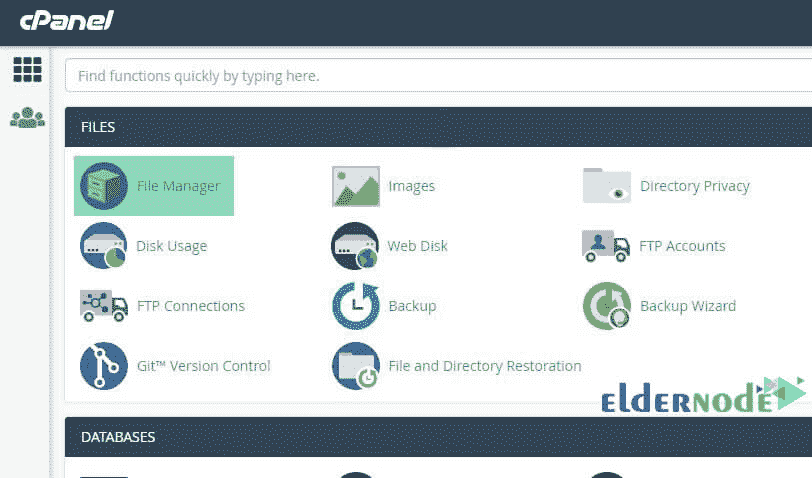 cPanel
Find functions quickly by typing here.
FILES
File Manager Images Directory Privacy
Disk Usage Web Disk FTP Accounts
FTP Connections Backup Backup Wizard
Git™ Version Control File and Directory Restoration
eLDERNODE
DATABASES